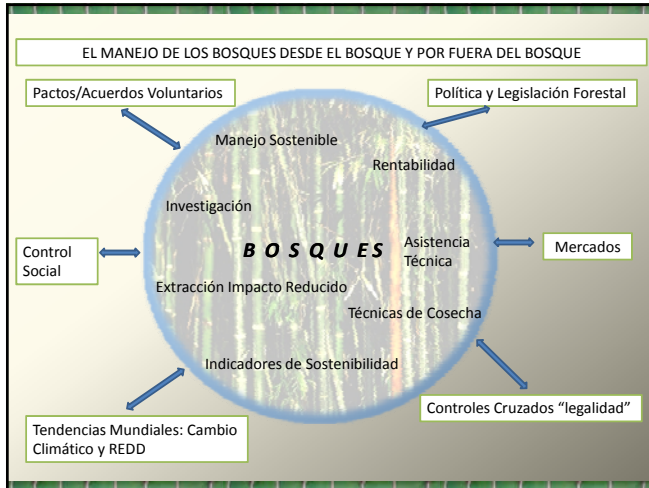 EL MANEJO DE LOS BOSQUES DESDE EL BOSQUE Y POR FUERA DEL BOSQUE
Pactos/Acuerdos Voluntarios
Política y Legislación Forestal
Manejo Sostenible
Rentabilidad
Investigación
Control
Social
B O S Q U E S
Asistencia
Técnica
Mercados
Extracción Impacto Reducido
Técnicas de Cosecha
Indicadores de Sostenibilidad
Controles Cruzados “legalidad”
Tendencias Mundiales: Cambio
Climático y REDD